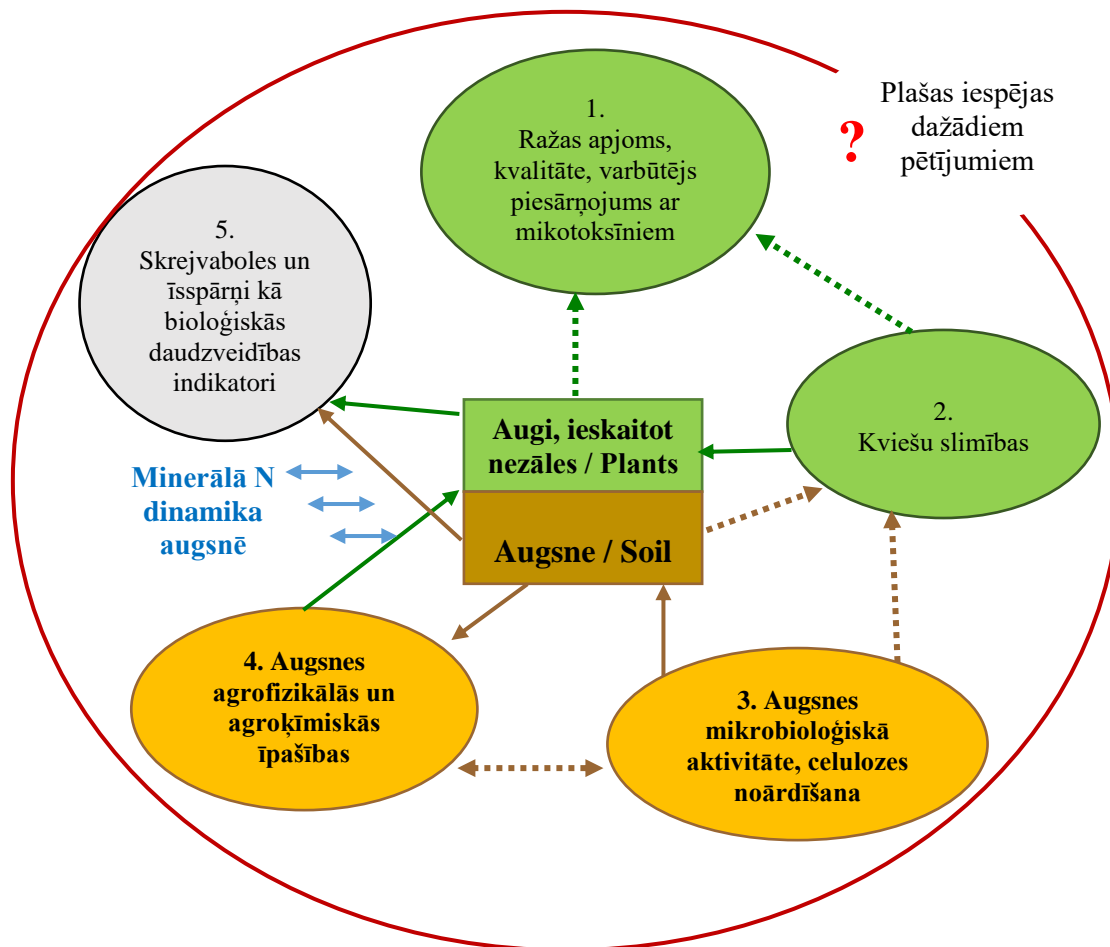 1.
Ražas apjoms,
kvalitāte, varbūtējs
piesārņojums ar
mikotoksīniem
?
Plašas iespējas
dažādiem
pētījumiem
5.
Skrejvaboles un
īsspārņi kā
bioloģiskās
daudzveidības
indikatori
2.
Kviešu slimības
Augi, ieskaitot
nezāles / Plants
Augsne / Soil
Minerālā N
dinamika
augsnē
4. Augsnes
agrofizikālās un
agroķīmiskās
īpašības
3. Augsnes
mikrobioloģiskā
aktivitāte, celulozes
noārdīšana